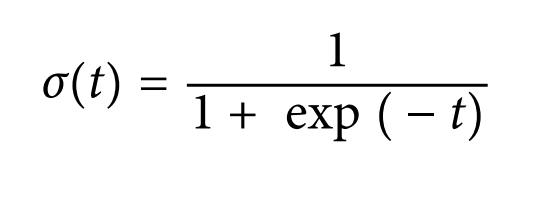 σ(t) = 1 / (1 + exp (− t))